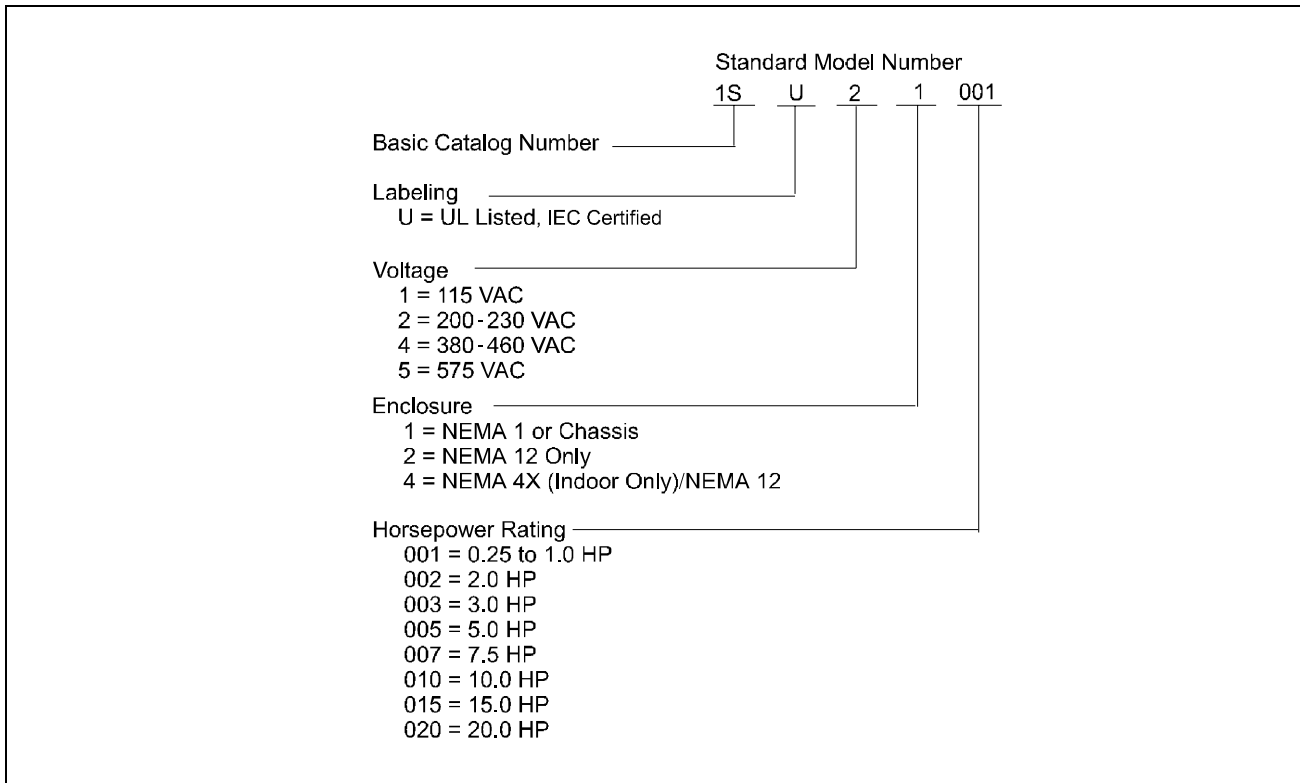 Standard Model Number
1S U 2 1 001
Basic Catalog Number
Labeling
U = UL Listed, IEC Certified
Voltage
1 = 115 VAC
2 = 200-230 VAC
4 = 380-460 VAC
5 = 575 VAC
Enclosure
1 = NEMA 1 or Chassis
2 = NEMA 12 Only
4 = NEMA 4X (Indoor Only)/NEMA 12
Horsepower Rating
001 = 0.25 to 1.0 HP
002 = 2.0 HP
003 = 3.0 HP
005 = 5.0 HP
007 = 7.5 HP
010 = 10.0 HP
015 = 15.0 HP
020 = 20.0 HP